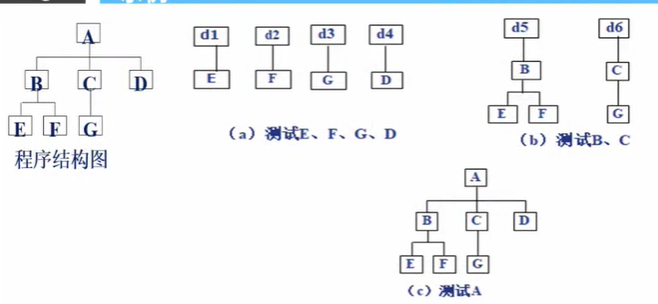 A
B C D
E F G
程序结构图
d1 d2 d3 d4
E F G D
(a) 测试E、F、G、D
d5 d6
B C
E F G
(b) 测试B、C
A
B C D
E F G
(c) 测试A